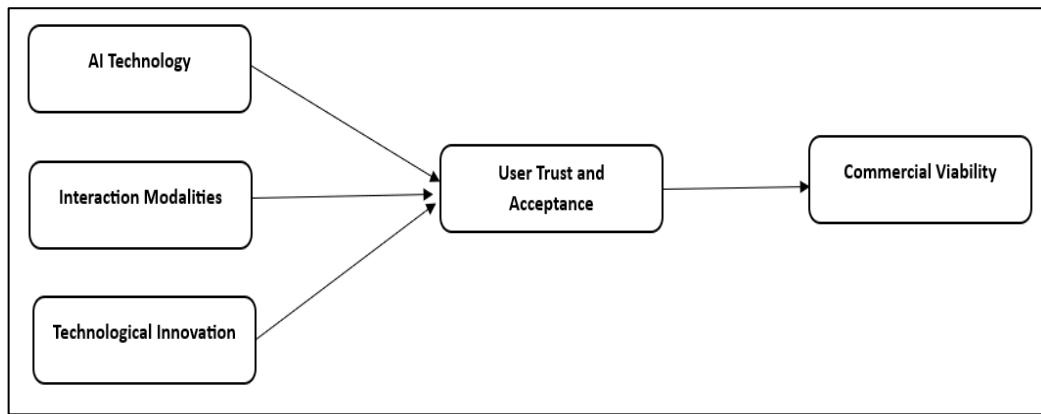 AI Technology
Interaction Modalities
Technological Innovation
User Trust and
Acceptance
Commercial Viability